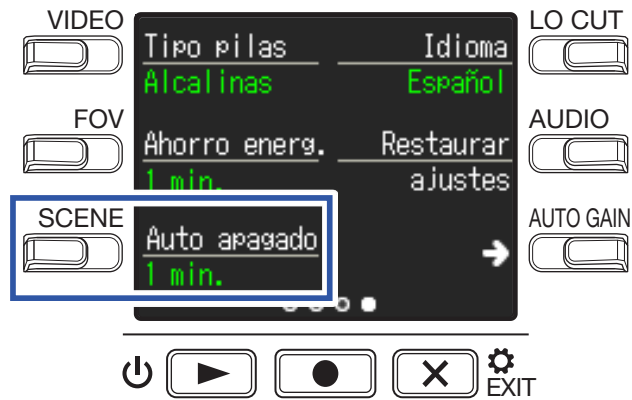 VIDEO
LO CUT
Tipo pilas
Idioma
Alcalinas
Español
FOV
AUDIO
Ahorro energ.
Restaurar
1 min.
ajustes
SCENE
AUTO GAIN
Auto apagado
1 min.
EXIT